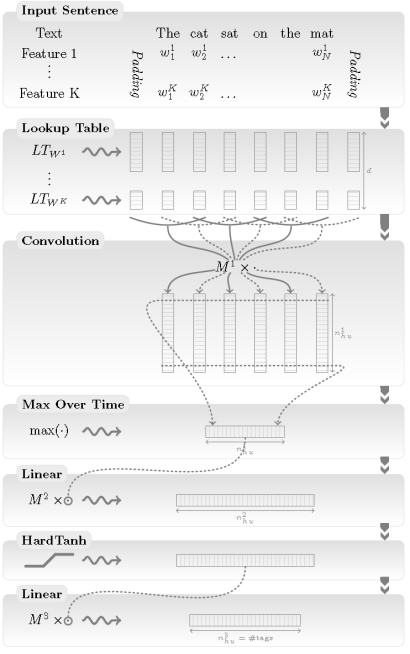 Input Sentence
Text The cat sat on the mat
Feature 1 w_1^1 w_2^1 ... w_N^1
⋮
Feature K w_1^K w_2^K ... w_N^K
Padding
Padding
Lookup Table
LT_{W^1}
⋮
LT_{W^K}
d
Convolution
M^1 × ·
n_{hu}^1
Max Over Time
max(·)
n_{hu}^1
Linear
M^2 × ⊙
n_{hu}^2
HardTanh
Linear
M^3 × ⊙
n_{hu}^3 = #tags